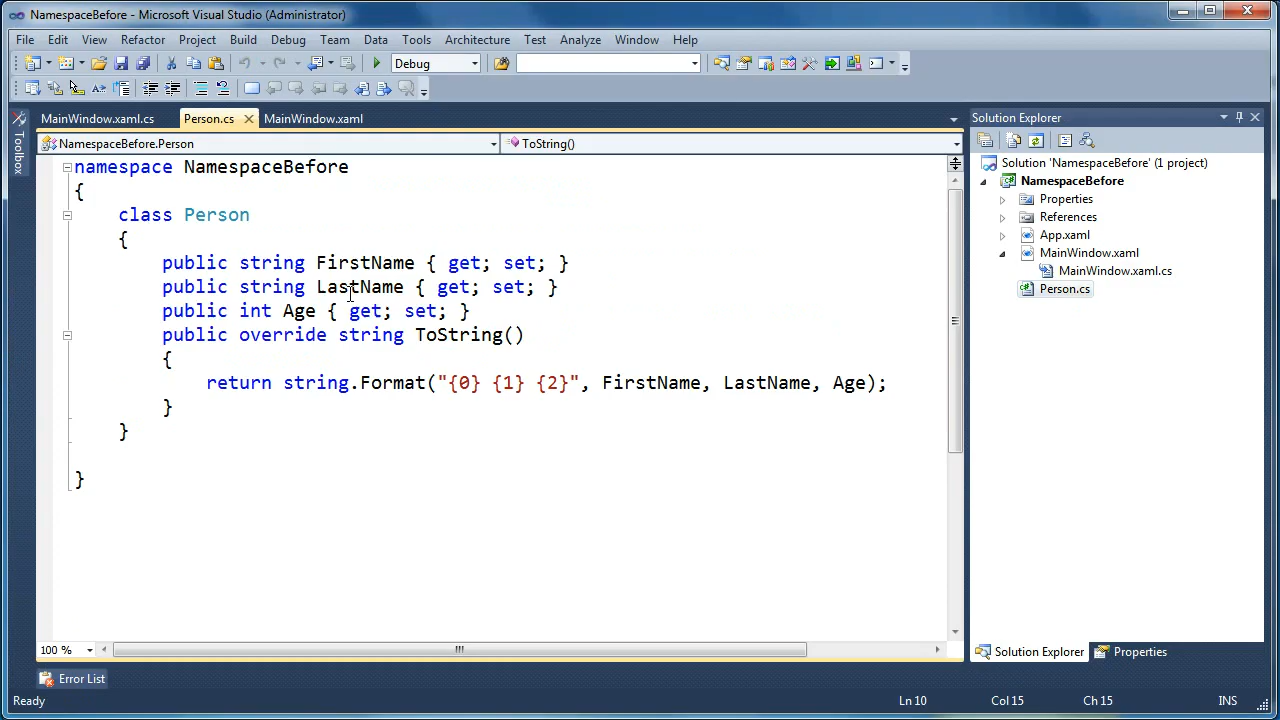 NamespaceBefore - Microsoft Visual Studio (Administrator)
File Edit View Refactor Project Build Debug Team Data Tools Architecture Test Analyze Window Help
Debug
MainWindow.xaml.cs Person.cs MainWindow.xaml
NamespaceBefore.Person ToString()
namespace NamespaceBefore
{
class Person
{
public string FirstName { get; set; }
public string LastName { get; set; }
public int Age { get; set; }
public override string ToString()
{
return string.Format("{0} {1} {2}", FirstName, LastName, Age);
}
}
}
100 %
Toolbox
Solution Explorer
Solution 'NamespaceBefore' (1 project)
NamespaceBefore
Properties
References
App.xaml
MainWindow.xaml
MainWindow.xaml.cs
Person.cs
Solution Explorer Properties
Error List
Ready Ln 10 Col 15 Ch 15 INS